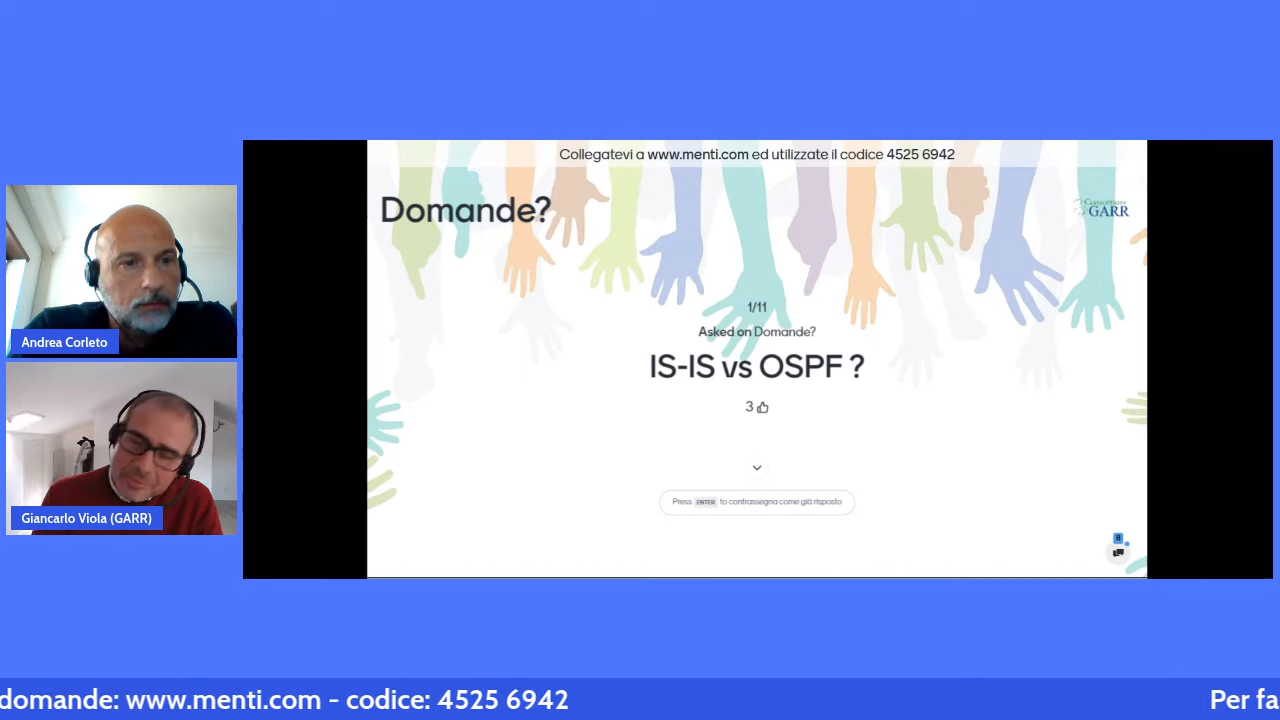 Collegatevi a www.menti.com ed utilizzate il codice 4525 6942
Domande?
Consortium
GARR
1/11
Asked on Domande?
IS-IS vs OSPF ?
3
Press ENTER to contrassegna come già risposto
8
Andrea Corleto
Giancarlo Viola (GARR)
domande: www.menti.com - codice: 4525 6942
Per fa